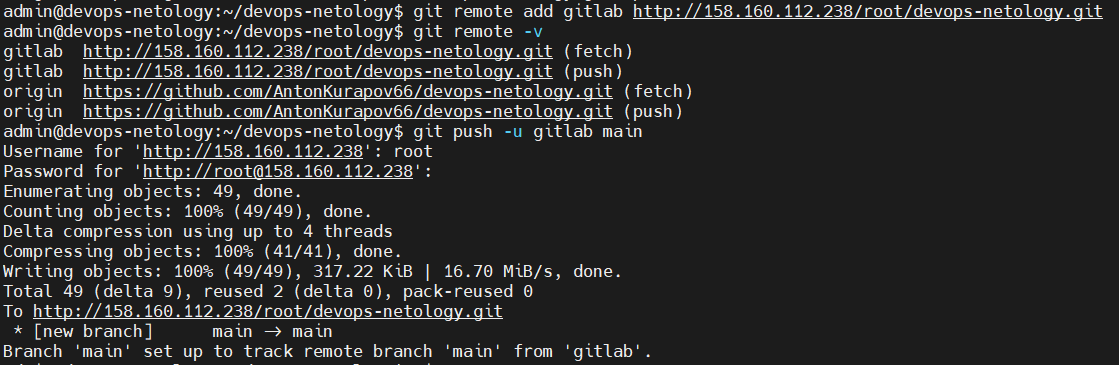 admin@devops-netology:~/devops-netology$ git remote add gitlab http://158.160.112.238/root/devops-netology.git
admin@devops-netology:~/devops-netology$ git remote -v
gitlab  http://158.160.112.238/root/devops-netology.git (fetch)
gitlab  http://158.160.112.238/root/devops-netology.git (push)
origin  https://github.com/AntonKurapov66/devops-netology.git (fetch)
origin  https://github.com/AntonKurapov66/devops-netology.git (push)
admin@devops-netology:~/devops-netology$ git push -u gitlab main
Username for 'http://158.160.112.238': root
Password for 'http://root@158.160.112.238':
Enumerating objects: 49, done.
Counting objects: 100% (49/49), done.
Delta compression using up to 4 threads
Compressing objects: 100% (41/41), done.
Writing objects: 100% (49/49), 317.22 KiB | 16.70 MiB/s, done.
Total 49 (delta 9), reused 2 (delta 0), pack-reused 0
To http://158.160.112.238/root/devops-netology.git
 * [new branch]      main -> main
Branch 'main' set up to track remote branch 'main' from 'gitlab'.